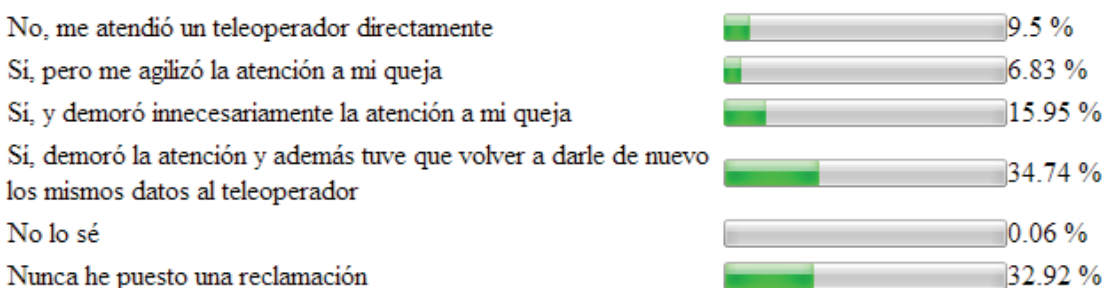 No, me atendió un teleoperador directamente 9.5 %
Sí, pero me agilizó la atención a mi queja 6.83 %
Sí, y demoró innecesariamente la atención a mi queja 15.95 %
Sí, demoró la atención y además tuve que volver a darle de nuevo
los mismos datos al teleoperador 34.74 %
No lo sé 0.06 %
Nunca he puesto una reclamación 32.92 %